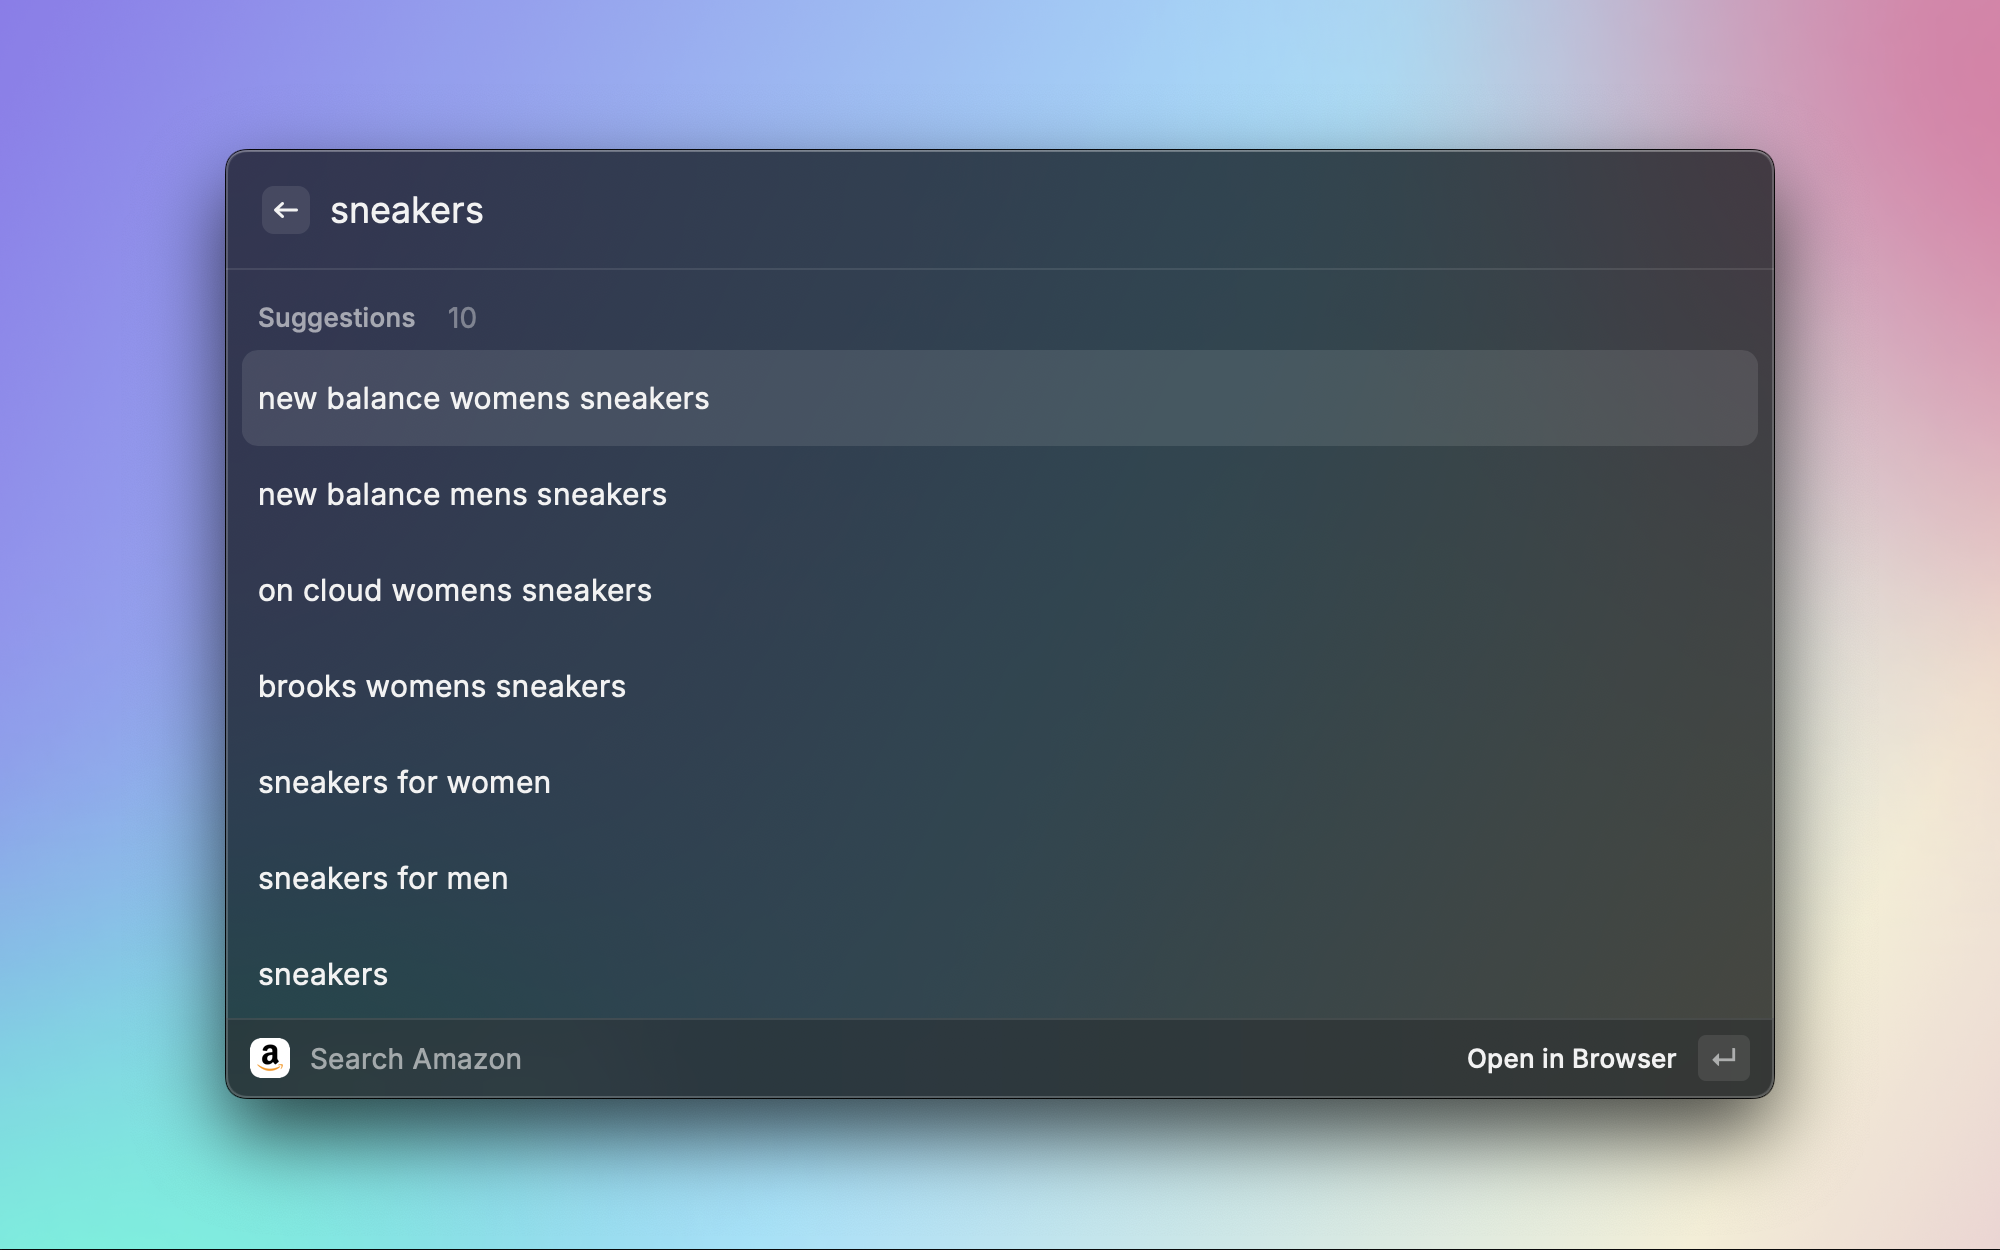 sneakers
Suggestions 10
new balance womens sneakers
new balance mens sneakers
on cloud womens sneakers
brooks womens sneakers
sneakers for women
sneakers for men
sneakers
a Search Amazon Open in Browser